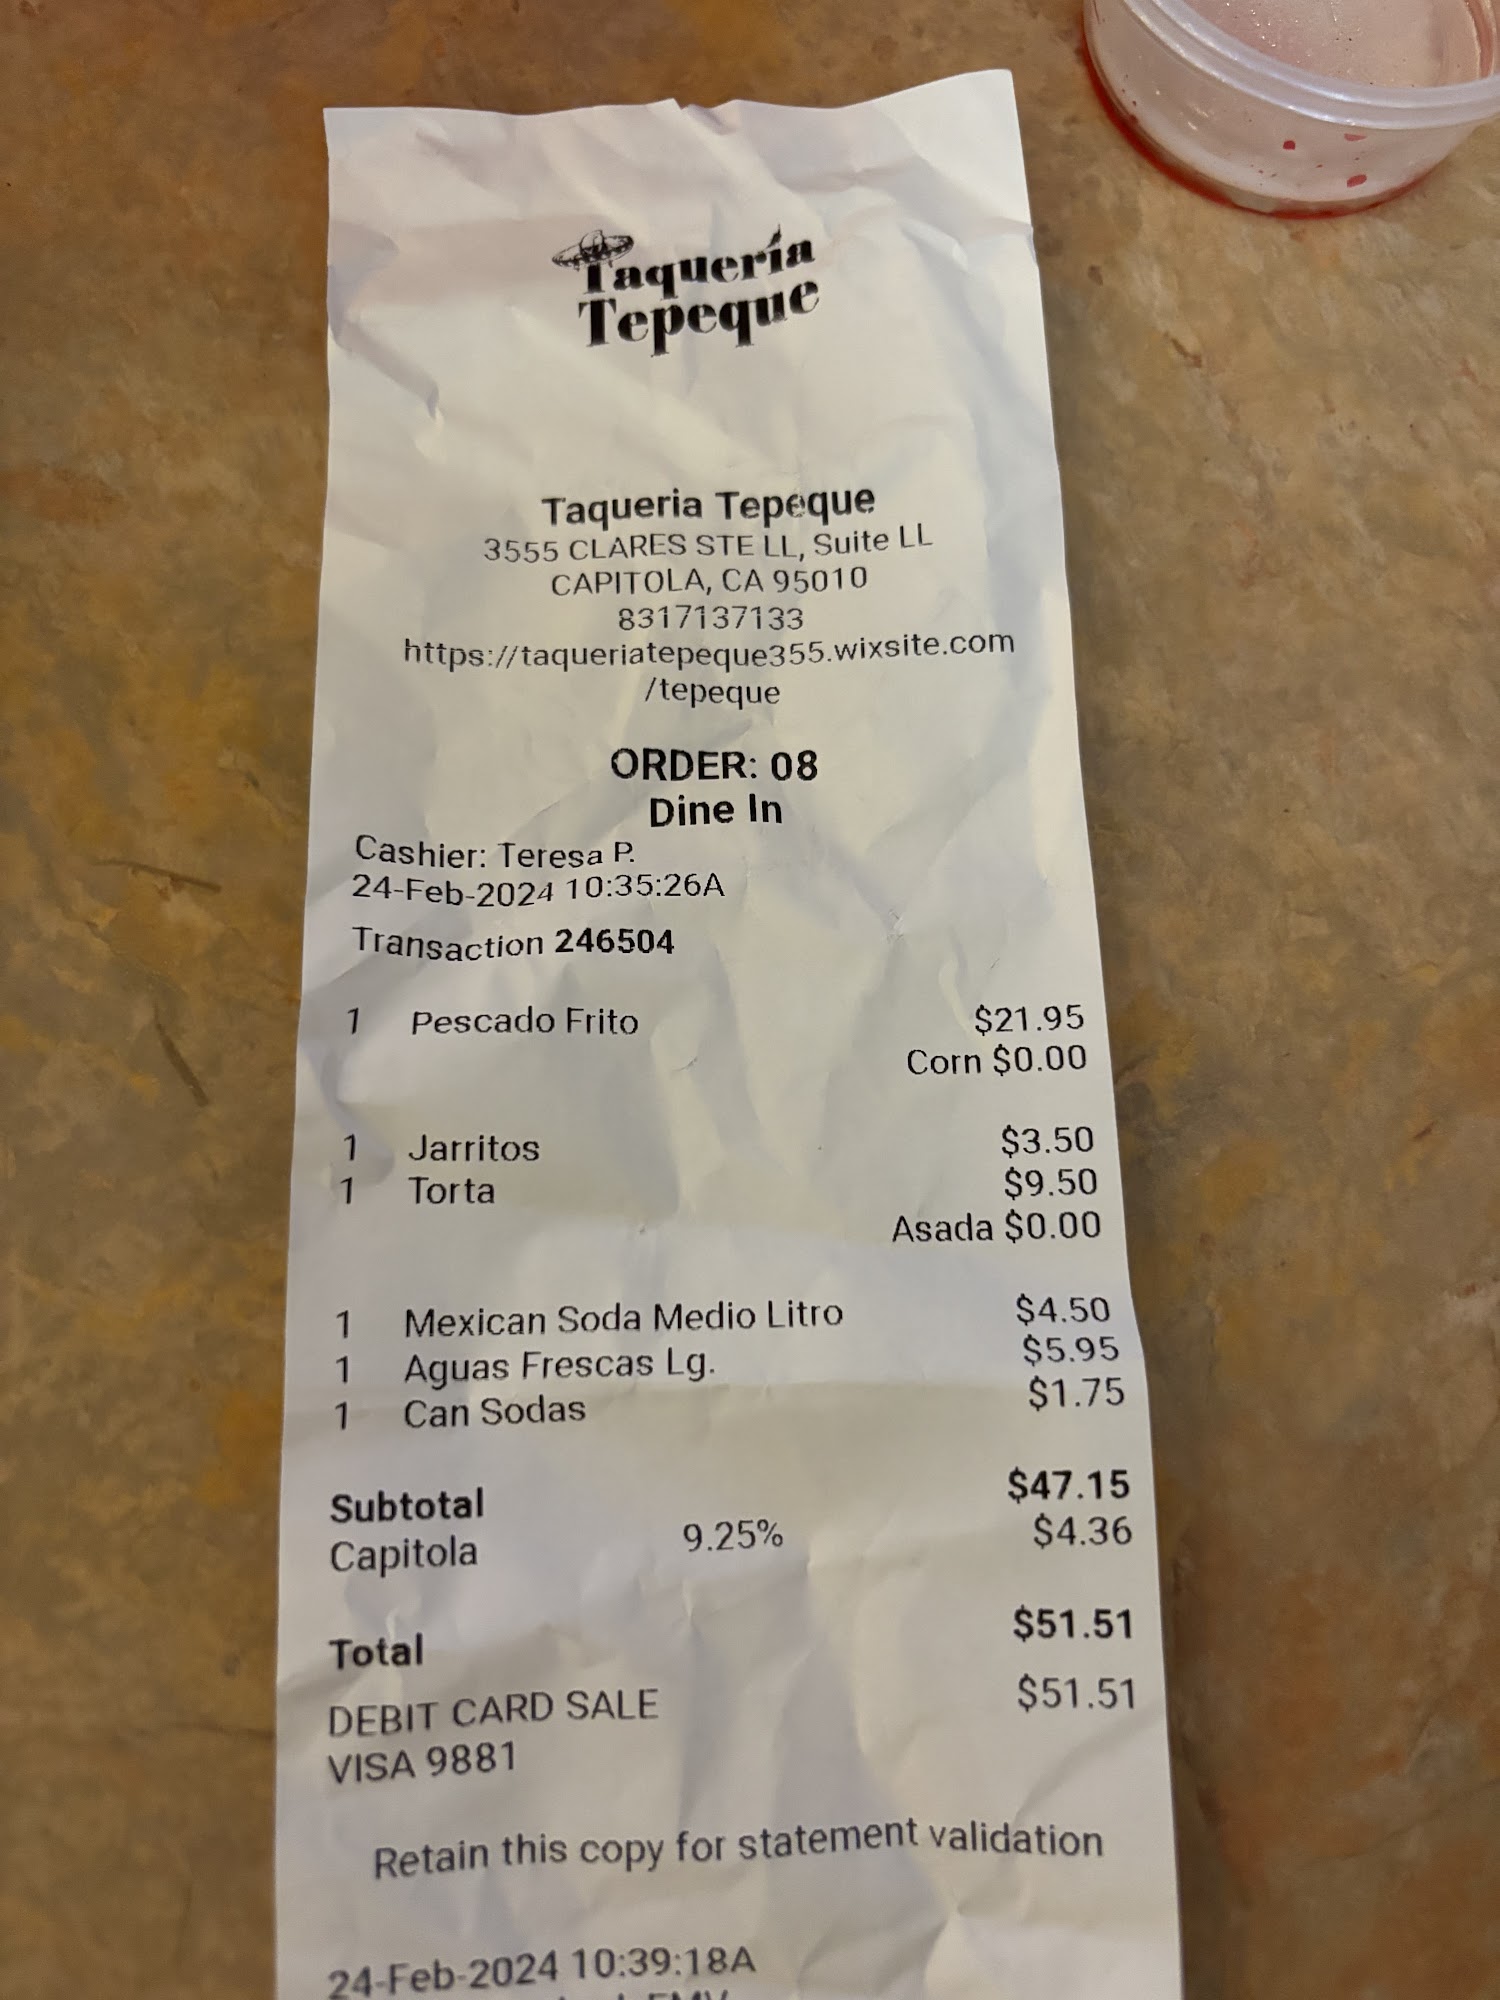 Taquería
Tepeque
Taqueria Tepeque
3555 CLARES STE LL, Suite LL
CAPITOLA, CA 95010
8317137133
https://taqueriatepeque355.wixsite.com
/tepeque
ORDER: 08
Dine In
Cashier: Teresa P.
24-Feb-2024 10:35:26A
Transaction 246504
1 Pescado Frito $21.95
Corn $0.00
1 Jarritos $3.50
1 Torta $9.50
Asada $0.00
1 Mexican Soda Medio Litro $4.50
1 Aguas Frescas Lg. $5.95
1 Can Sodas $1.75
Subtotal $47.15
Capitola 9.25% $4.36
Total $51.51
DEBIT CARD SALE $51.51
VISA 9881
Retain this copy for statement validation
24-Feb-2024 10:39:18A